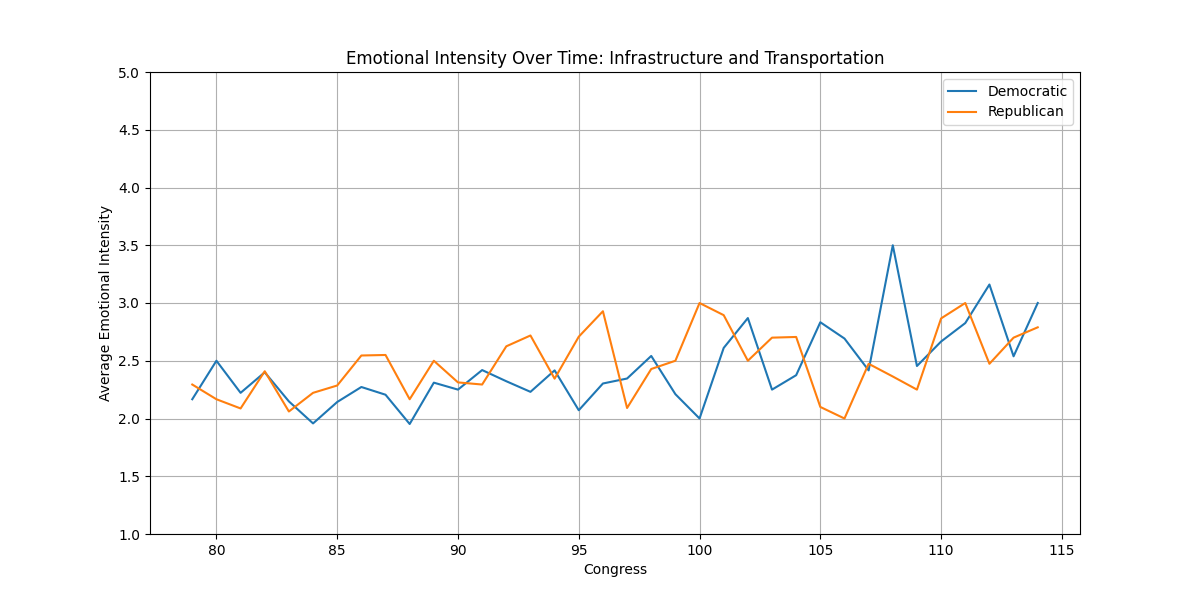 Emotional Intensity Over Time: Infrastructure and Transportation
Democratic
Republican
Average Emotional Intensity
5.0
4.5
4.0
3.5
3.0
2.5
2.0
1.5
1.0
80 85 90 95 100 105 110 115
Congress